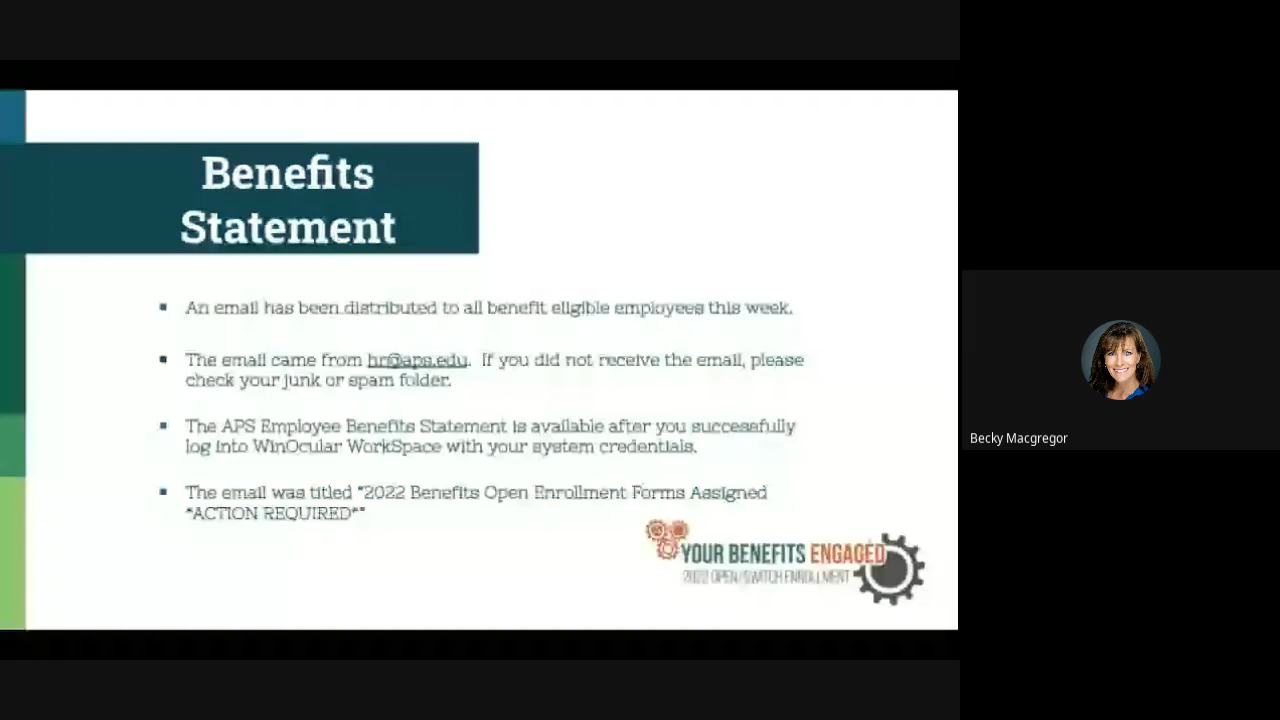 Benefits
Statement
An email has been distributed to all benefit eligible employees this week.
The email came from hr@aps.edu. If you did not receive the email, please
check your junk or spam folder.
The APS Employee Benefits Statement is available after you successfully
log into WinOcular WorkSpace with your system credentials.
The email was titled "2022 Benefits Open Enrollment Forms Assigned
*ACTION REQUIRED*"
YOUR BENEFITS ENGAGED
2022 OPEN/SWITCH ENROLLMENT
Becky Macgregor